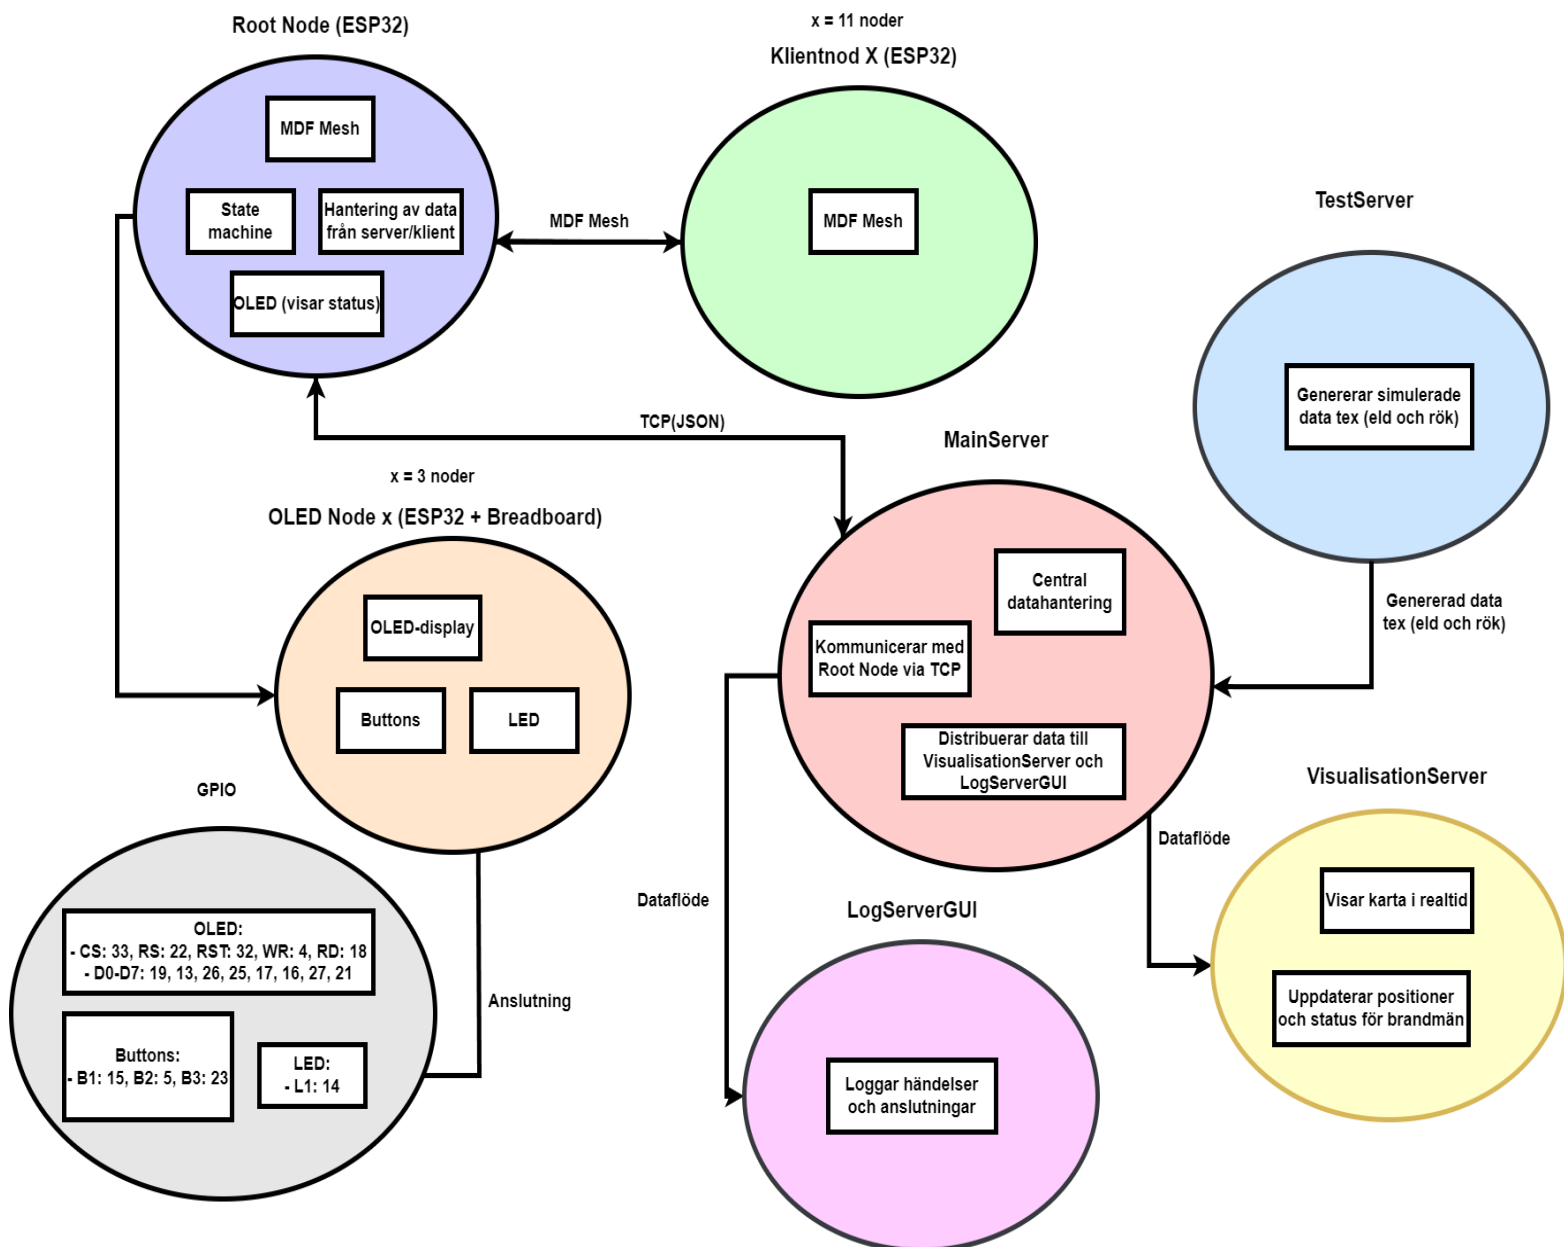 Root Node (ESP32)
MDF Mesh
State
machine
Hantering av data
från server/klient
OLED (visar status)
MDF Mesh
x = 11 noder
Klientnod X (ESP32)
MDF Mesh
TestServer
Genererar simulerade
data tex (eld och rök)
Genererad data
tex (eld och rök)
TCP(JSON)
x = 3 noder
OLED Node x (ESP32 + Breadboard)
OLED-display
Buttons
LED
MainServer
Central
datahantering
Kommunicerar med
Root Node via TCP
Distribuerar data till
VisualisationServer och
LogServerGUI
GPIO
OLED:
- CS: 33, RS: 22, RST: 32, WR: 4, RD: 18
- D0-D7: 19, 13, 26, 25, 17, 16, 27, 21
Buttons:
- B1: 15, B2: 5, B3: 23
LED:
- L1: 14
Anslutning
Dataflöde
LogServerGUI
Loggar händelser
och anslutningar
Dataflöde
VisualisationServer
Visar karta i realtid
Uppdaterar positioner
och status för brandmän